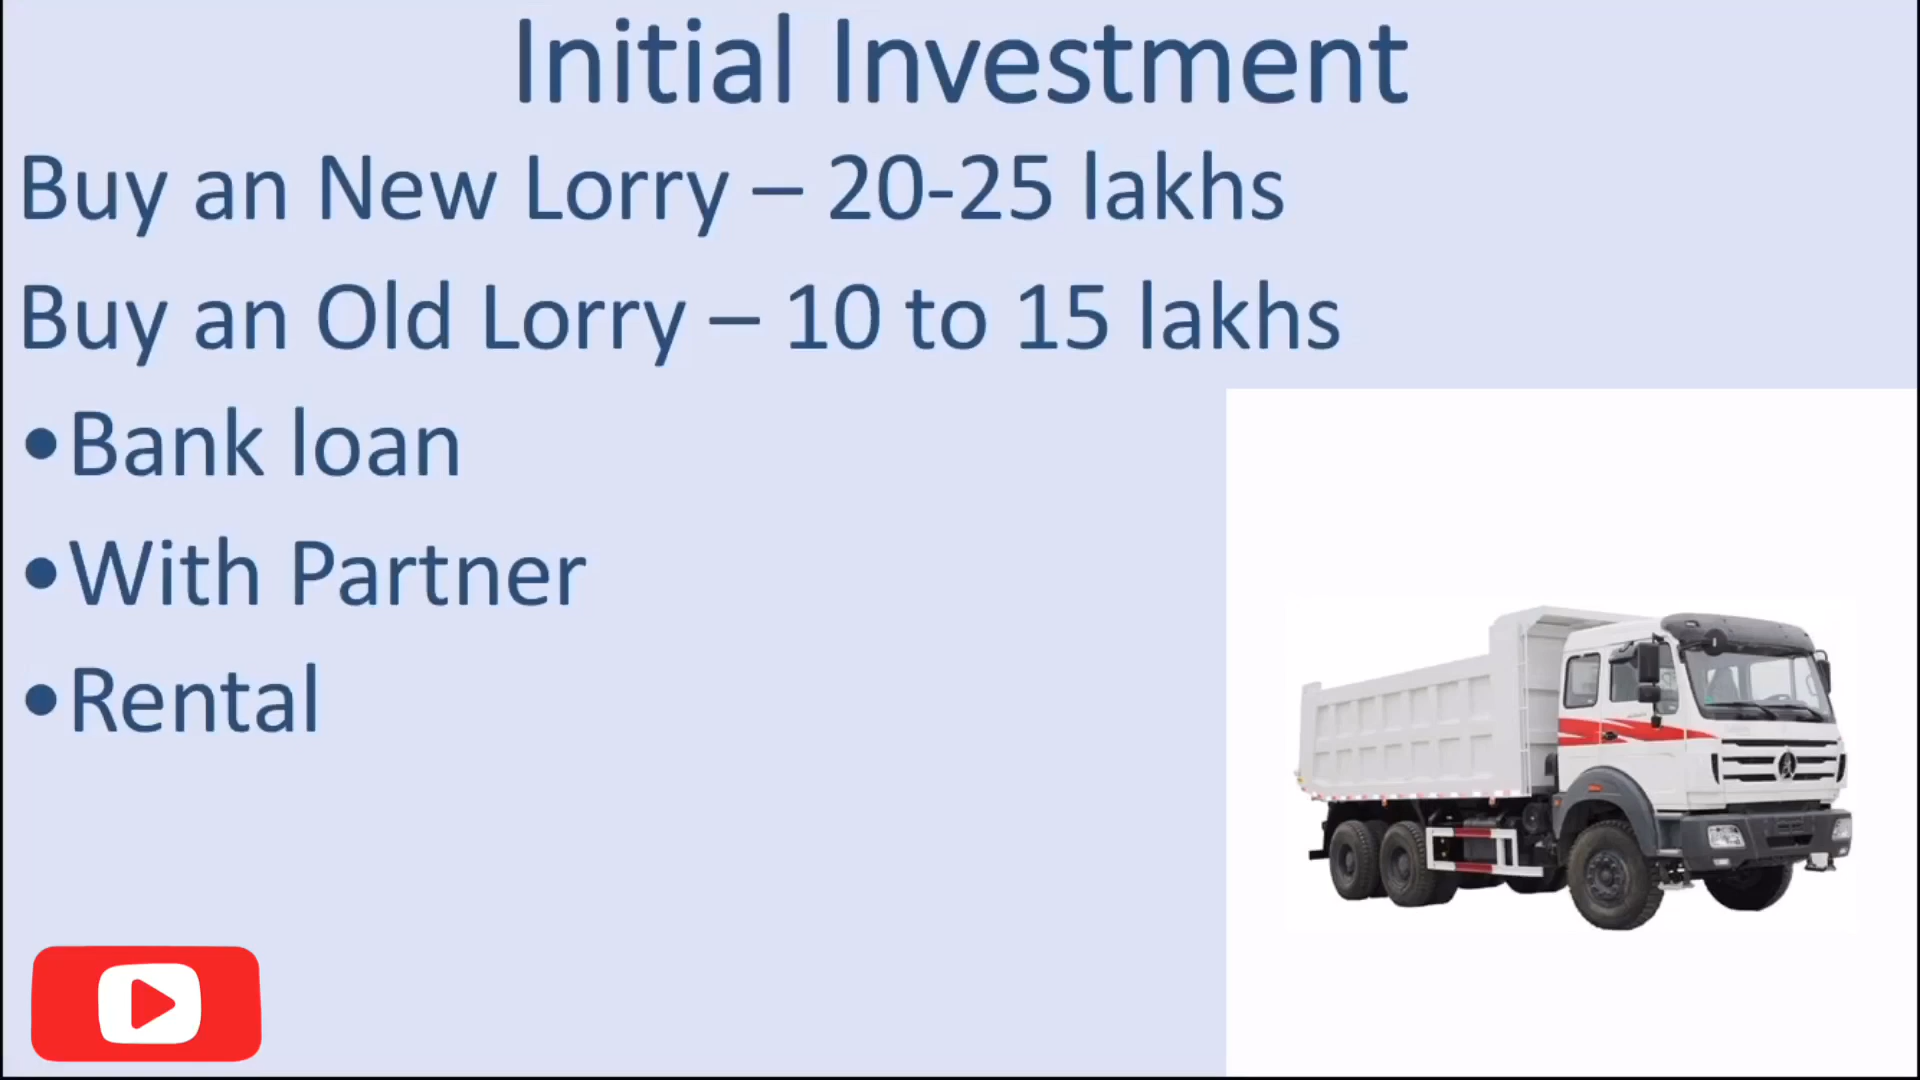 Initial Investment
Buy an New Lorry – 20-25 lakhs
Buy an Old Lorry – 10 to 15 lakhs
•Bank loan
•With Partner
•Rental